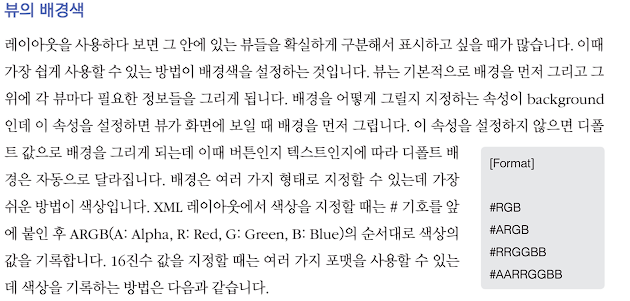 뷰의 배경색
레이아웃을 사용하다 보면 그 안에 있는 뷰들을 확실하게 구분해서 표시하고 싶을 때가 많습니다. 이때
가장 쉽게 사용할 수 있는 방법이 배경색을 설정하는 것입니다. 뷰는 기본적으로 배경을 먼저 그리고 그
위에 각 뷰마다 필요한 정보들을 그리게 됩니다. 배경을 어떻게 그릴지 지정하는 속성이 background
인데 이 속성을 설정하면 뷰가 화면에 보일 때 배경을 먼저 그립니다. 이 속성을 설정하지 않으면 디폴
트 값으로 배경을 그리게 되는데 이때 버튼인지 텍스트인지에 따라 디폴트 배
경은 자동으로 달라집니다. 배경은 여러 가지 형태로 지정할 수 있는데 가장
쉬운 방법이 색상입니다. XML 레이아웃에서 색상을 지정할 때는 # 기호를 앞
에 붙인 후 ARGB(A: Alpha, R: Red, G: Green, B: Blue)의 순서대로 색상의
값을 기록합니다. 16진수 값을 지정할 때는 여러 가지 포맷을 사용할 수 있는
데 색상을 기록하는 방법은 다음과 같습니다.
[Format]
#RGB
#ARGB
#RRGGBB
#AARRGGBB